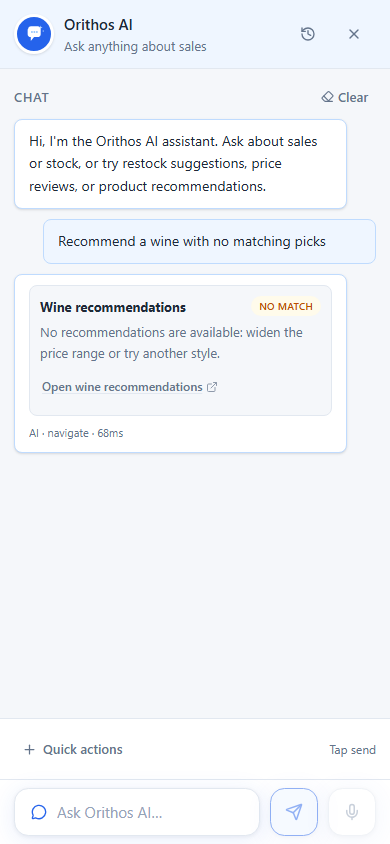 Orithos AI
Ask anything about sales
CHAT
Clear
Hi, I'm the Orithos AI assistant. Ask about sales
or stock, or try restock suggestions, price
reviews, or product recommendations.
Recommend a wine with no matching picks
Wine recommendations
NO MATCH
No recommendations are available: widen the
price range or try another style.
Open wine recommendations
AI · navigate · 68ms
Quick actions
Tap send
Ask Orithos AI...